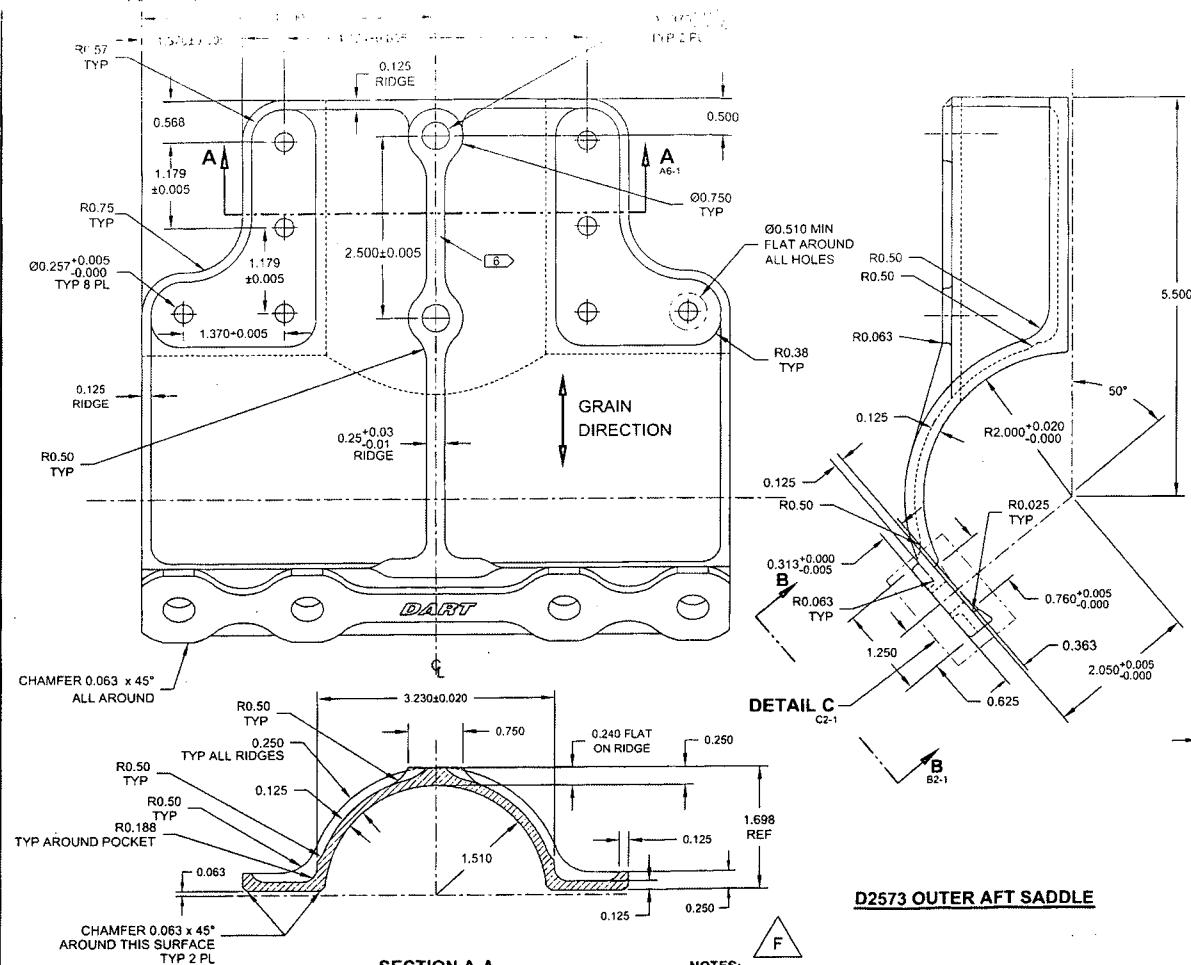 R0.57
TYP
TYP 2 PL
0.125
RIDGE
0.568
0.500
A
A
A6-1
1.179
±0.005
R0.75
TYP
Ø0.750
TYP
Ø0.510 MIN
FLAT AROUND
ALL HOLES
2.500±0.005
6
Ø0.257+0.005
-0.000
TYP 8 PL
1.179
±0.005
1.370+0.005
R0.38
TYP
0.125
RIDGE
GRAIN
DIRECTION
0.25+0.03
-0.01
RIDGE
R0.50
TYP
DART
CHAMFER 0.063 x 45°
ALL AROUND
R0.50
R0.50
5.500
R0.063
50°
0.125
R2.000+0.020
-0.000
0.125
R0.50
R0.025
TYP
0.313+0.000
-0.005
B
R0.063
TYP
0.760+0.005
-0.000
1.250
0.363
2.050+0.005
-0.000
0.625
DETAIL C
C2-1
B
B2-1
3.230±0.020
R0.50
TYP
0.750
0.240 FLAT
ON RIDGE
0.250
0.250
TYP ALL RIDGES
R0.50
TYP
0.125
R0.50
TYP
R0.188
TYP AROUND POCKET
1.698
REF
0.125
1.510
0.063
0.125
0.250
CHAMFER 0.063 x 45°
AROUND THIS SURFACE
TYP 2 PL
D2573 OUTER AFT SADDLE
F
SECTION A-A
NOTES: